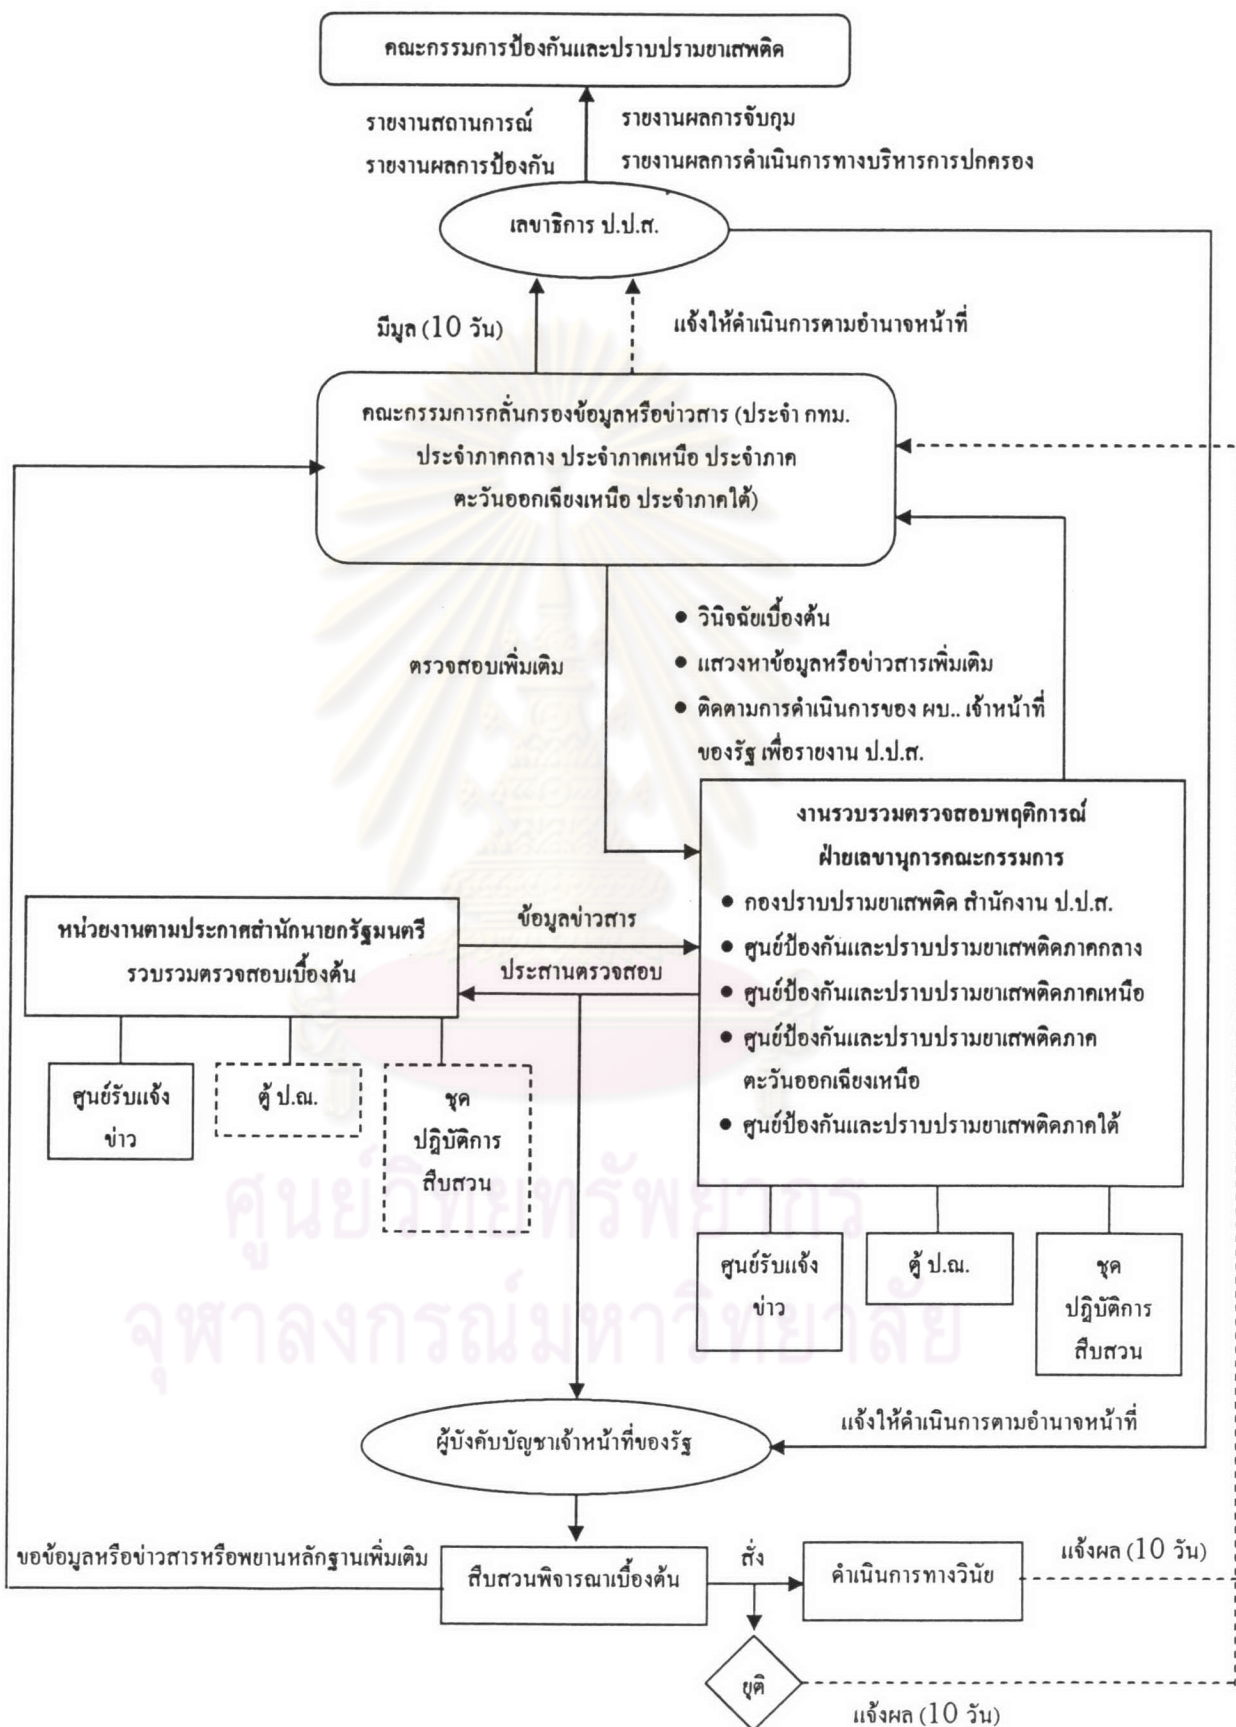 คณะกรรมการป้องกันและปราบปรามยาเสพติด
รายงานสถานการณ์
รายงานผลการป้องกัน
รายงานผลการจับกุม
รายงานผลการดำเนินการทางบริหารการปกครอง
เลขาธิการ ป.ป.ส.
มีมูล (10 วัน)
แจ้งให้ดำเนินการตามอำนาจหน้าที่
คณะกรรมการกลั่นกรองข้อมูลหรือข่าวสาร (ประจำ กทม.
ประจำภาคกลาง ประจำภาคเหนือ ประจำภาค
ตะวันออกเฉียงเหนือ ประจำภาคใต้)
ตรวจสอบเพิ่มเติม
● วินิจฉัยเบื้องต้น
● แสวงหาข้อมูลหรือข่าวสารเพิ่มเติม
● ติดตามการดำเนินการของ ผบ.. เจ้าหน้าที่
ของรัฐ เพื่อรายงาน ป.ป.ส.
งานรวบรวมตรวจสอบพฤติการณ์
ฝ่ายเลขานุการคณะกรรมการ
● กองปราบปรามยาเสพติด สำนักงาน ป.ป.ส.
● ศูนย์ป้องกันและปราบปรามยาเสพติดภาคกลาง
● ศูนย์ป้องกันและปราบปรามยาเสพติดภาคเหนือ
● ศูนย์ป้องกันและปราบปรามยาเสพติดภาค
ตะวันออกเฉียงเหนือ
● ศูนย์ป้องกันและปราบปรามยาเสพติดภาคใต้
หน่วยงานตามประกาศสำนักนายกรัฐมนตรี
รวบรวมตรวจสอบเบื้องต้น
ข้อมูลข่าวสาร
ประสานตรวจสอบ
ศูนย์รับแจ้ง
ข่าว
ตู้ ป.ณ.
ชุด
ปฏิบัติการ
สืบสวน
ศูนย์รับแจ้ง
ข่าว
ตู้ ป.ณ.
ชุด
ปฏิบัติการ
สืบสวน
ศูนย์วิทยทรัพยากร
จุฬาลงกรณ์มหาวิทยาลัย
แจ้งให้ดำเนินการตามอำนาจหน้าที่
ผู้บังคับบัญชาเจ้าหน้าที่ของรัฐ
ขอข้อมูลหรือข่าวสารหรือพยานหลักฐานเพิ่มเติม
สืบสวนพิจารณาเบื้องต้น
สั่ง
ดำเนินการทางวินัย
แจ้งผล (10 วัน)
ยุติ
แจ้งผล (10 วัน)